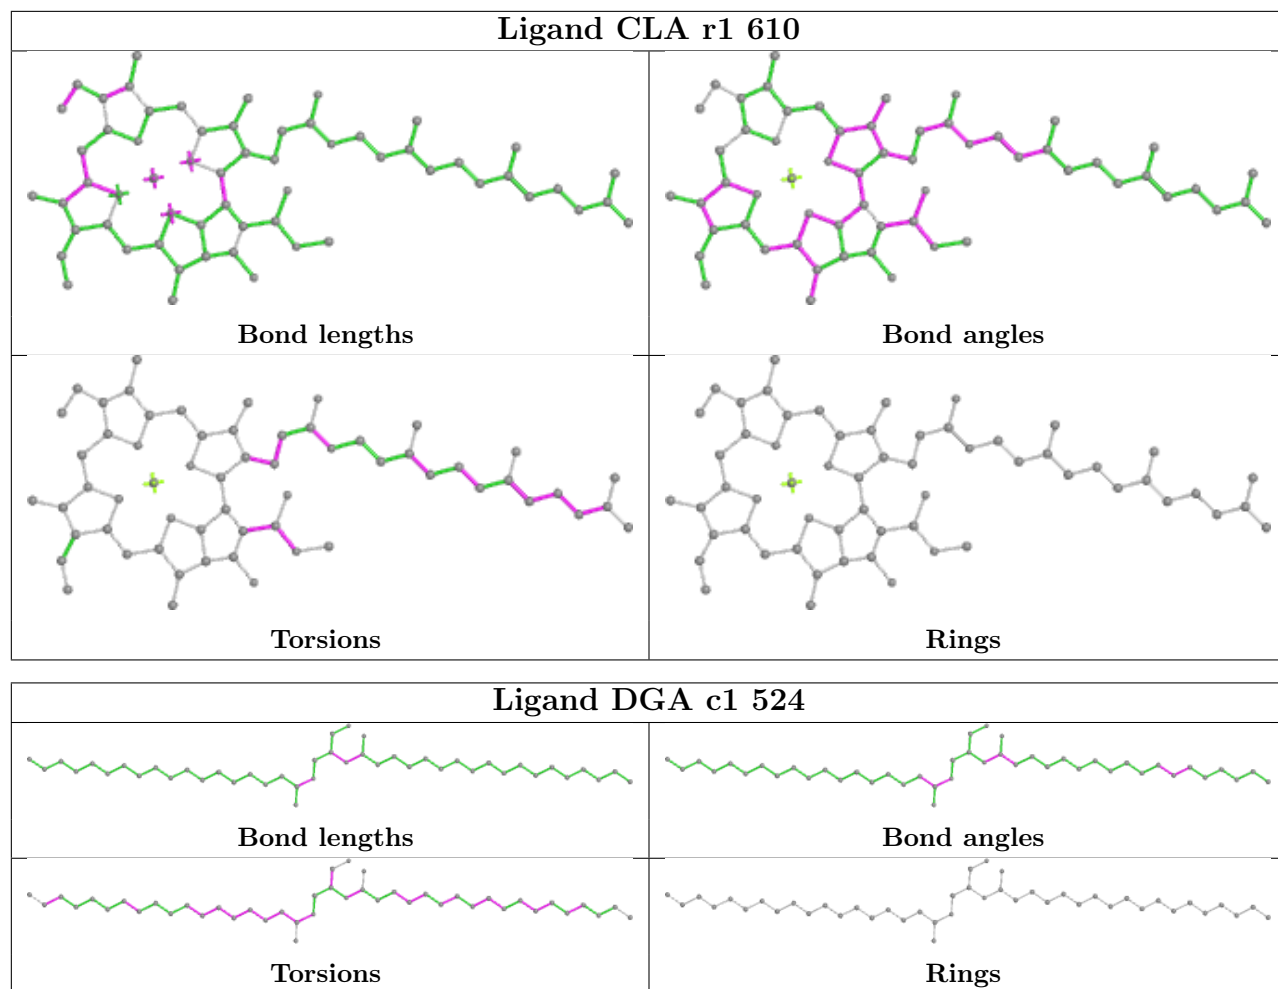 Ligand CLA r1 610
Bond lengths
Bond angles
Torsions
Rings
Ligand DGA c1 524
Bond lengths
Bond angles
Torsions
Rings